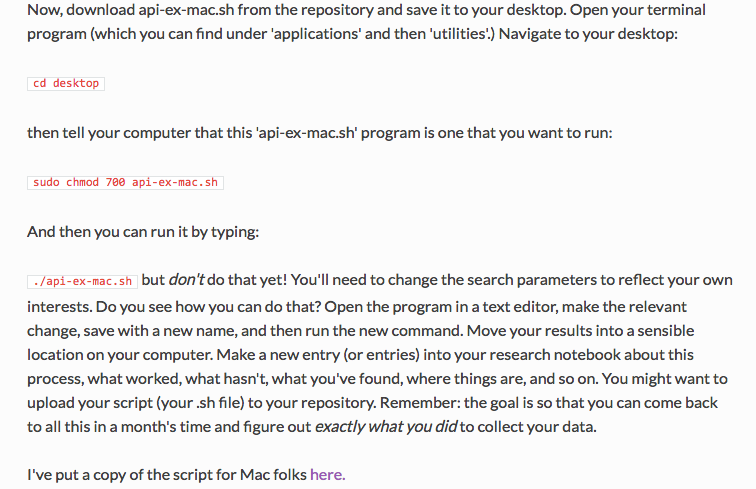 Now, download api-ex-mac.sh from the repository and save it to your desktop. Open your terminal
program (which you can find under 'applications' and then 'utilities'.) Navigate to your desktop:
cd desktop
then tell your computer that this 'api-ex-mac.sh' program is one that you want to run:
sudo chmod 700 api-ex-mac.sh
And then you can run it by typing:
./api-ex-mac.sh but don't do that yet! You'll need to change the search parameters to reflect your own
interests. Do you see how you can do that? Open the program in a text editor, make the relevant
change, save with a new name, and then run the new command. Move your results into a sensible
location on your computer. Make a new entry (or entries) into your research notebook about this
process, what worked, what hasn't, what you've found, where things are, and so on. You might want to
upload your script (your .sh file) to your repository. Remember: the goal is so that you can come back
to all this in a month's time and figure out exactly what you did to collect your data.
I've put a copy of the script for Mac folks here.